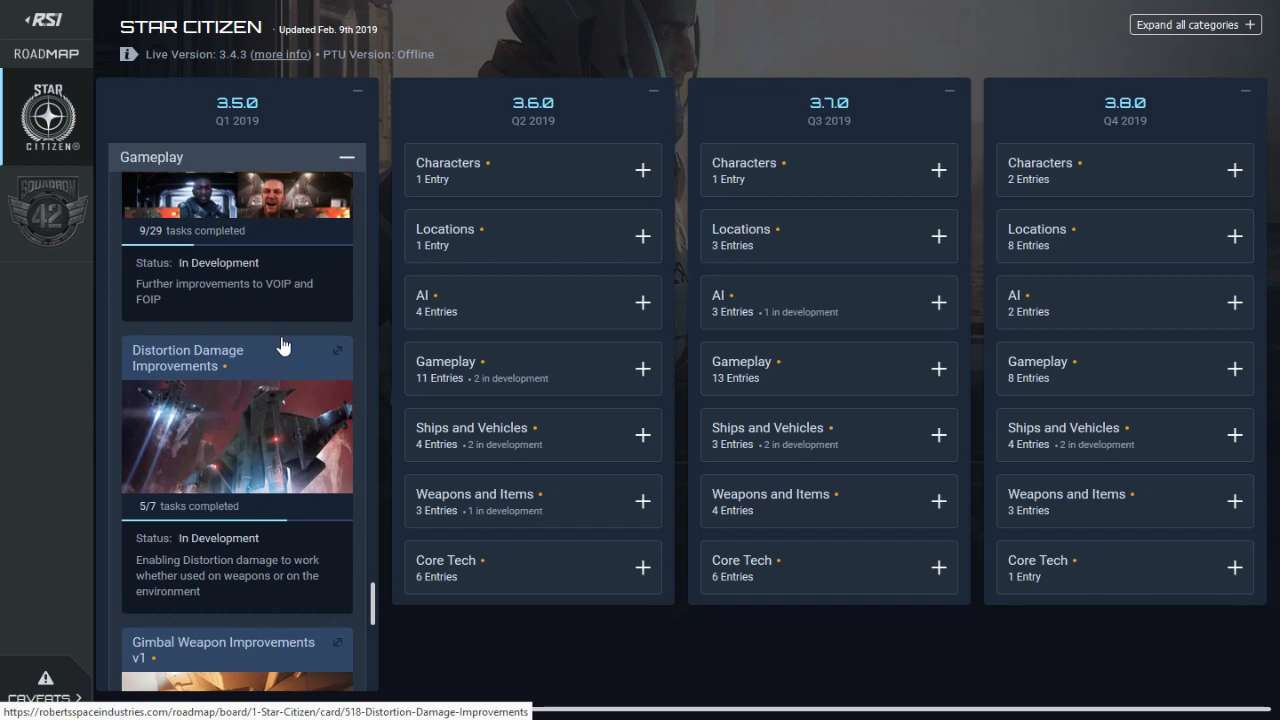 RSI
ROADMAP
STAR CITIZEN®
SQUADRON 42
CAVEATS
STAR CITIZEN · Updated Feb. 9th 2019
Live Version: 3.4.3 (more info) • PTU Version: Offline
Expand all categories +
3.5.0
Q1 2019
Gameplay
9/29 tasks completed
Status: In Development
Further improvements to VOIP and
FOIP
Distortion Damage
Improvements •
5/7 tasks completed
Status: In Development
Enabling Distortion damage to work
whether used on weapons or on the
environment
Gimbal Weapon Improvements
v1 •
3.6.0
Q2 2019
Characters •
1 Entry
Locations •
1 Entry
AI •
4 Entries
Gameplay •
11 Entries • 2 in development
Ships and Vehicles •
4 Entries • 2 in development
Weapons and Items •
3 Entries • 1 in development
Core Tech •
6 Entries
3.7.0
Q3 2019
Characters •
1 Entry
Locations •
3 Entries
AI •
3 Entries • 1 in development
Gameplay •
13 Entries
Ships and Vehicles •
3 Entries • 2 in development
Weapons and Items •
4 Entries
Core Tech •
6 Entries
3.8.0
Q4 2019
Characters •
2 Entries
Locations •
8 Entries
AI •
2 Entries
Gameplay •
8 Entries
Ships and Vehicles •
4 Entries • 2 in development
Weapons and Items •
3 Entries
Core Tech •
1 Entry
https://robertsspaceindustries.com/roadmap/board/1-Star-Citizen/card/518-Distortion-Damage-Improvements